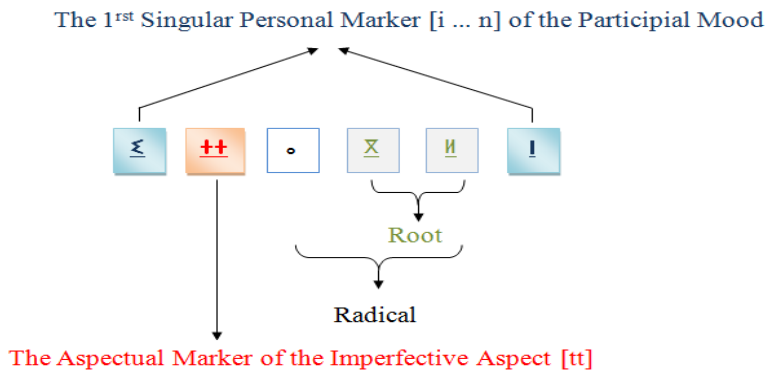 The 1rst Singular Personal Marker [i ... n] of the Participial Mood
ⵉ ⵜⵜ ⴰ ⴳ ⵍ ⵏ
Root
Radical
The Aspectual Marker of the Imperfective Aspect [tt]